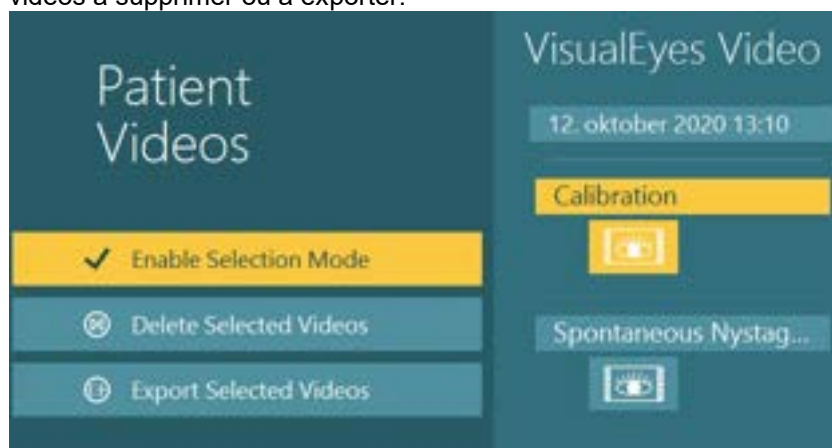 vidéos à supprimer ou à exporter.
Patient
Videos
Enable Selection Mode
Delete Selected Videos
Export Selected Videos
VisualEyes Video
12. oktober 2020 13:10
Calibration
Spontaneous Nystag...